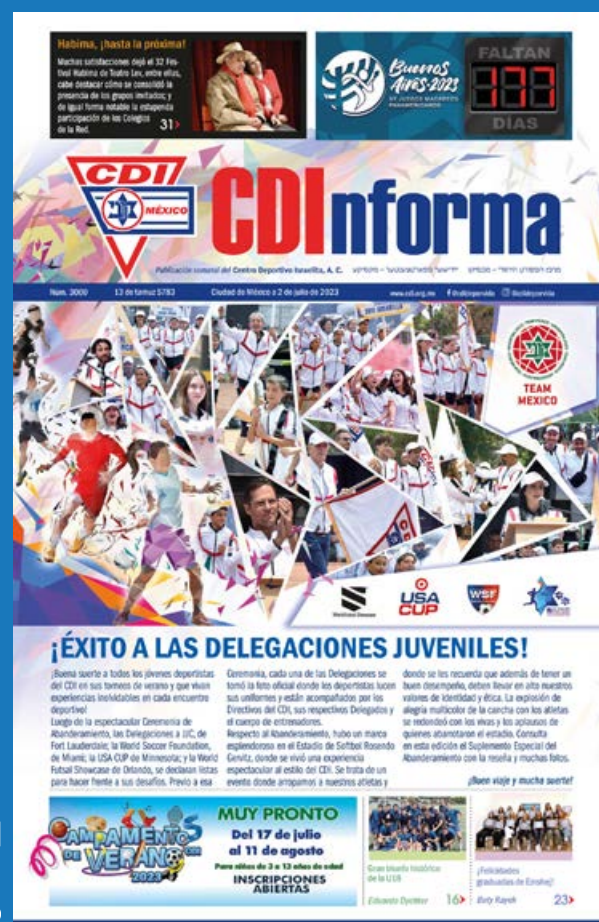 Habima, ¡hasta la próxima!
Muchas satisfacciones dejó el 32 Fes-
tival Habima de Teatro Lev, entre ellas,
cabe destacar cómo se consolidó la
presencia de los grupos invitados; y
de igual forma notable la estupenda
participación de los Colegios
de la Red.
31>
Buenos
Aires·2023
JUEGOS MACABEOS
PANAMERICANOS
FALTAN
177
DÍAS
CDI
MÉXICO
CDInforma
Publicación semanal del Centro Deportivo Israelita, A. C.
Núm. 3000 13 de tamuz 5783 Ciudad de México a 2 de julio de 2023 www.cdi.org.mx
TEAM
MEXICO
USA
CUP
WSF
¡ÉXITO A LAS DELEGACIONES JUVENILES!
¡Buena suerte a todos los jóvenes deportistas
del CDI en sus torneos de verano y que vivan
experiencias inolvidables en cada encuentro
deportivo!
Luego de la espectacular Ceremonia de
Abanderamiento, las Delegaciones a JJC, de
Fort Lauderdale; la World Soccer Foundation,
de Miami; la USA CUP de Minnesota; y la World
Futsal Showcase de Orlando, se declaran listas
para hacer frente a sus desafíos. Previo a esa
Ceremonia, cada una de las Delegaciones se
tomó la foto oficial donde los deportistas lucen
sus uniformes y están acompañados por los
Directivos del CDI, sus respectivos Delegados y
el cuerpo de entrenadores.
Respecto al Abanderamiento, hubo un marco
esplendoroso en el Estadio de Softbol Rosendo
Gervitz, donde se vivió una experiencia
espectacular al estilo del CDI. Se trata de un
evento donde arropamos a nuestros atletas y
donde se les recuerda que además de tener un
buen desempeño, deben llevar en alto nuestros
valores de identidad y ética. La explosión de
alegría multicolor de la cancha con los atletas
se redondeó con los vivas y los aplausos de
quienes abarrotaron el estadio. Consulta
en esta edición el Suplemento Especial del
Abanderamiento con la reseña y muchas fotos.
¡Buen viaje y mucha suerte!
CAMPAMENTO
DE VERANO CDI
2023
MUY PRONTO
Del 17 de julio
al 11 de agosto
Para niños de 3 a 13 años de edad
INSCRIPCIONES
ABIERTAS
Gran triunfo histórico
de la U18
Eduardo Dychter 16>
¡Felicidades
graduadas de Einshej!
Bety Kaysh 23>